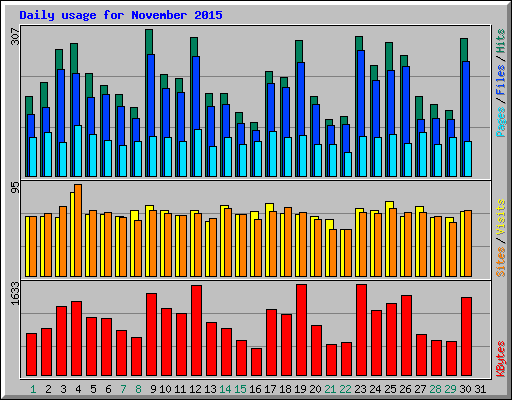 Daily usage for November 2015
307
Pages / Files / Hits
95
Sites / Visits
1633
KBytes
1 2 3 4 5 6 7 8 9 10 11 12 13 14 15 16 17 18 19 20 21 22 23 24 25 26 27 28 29 30 31